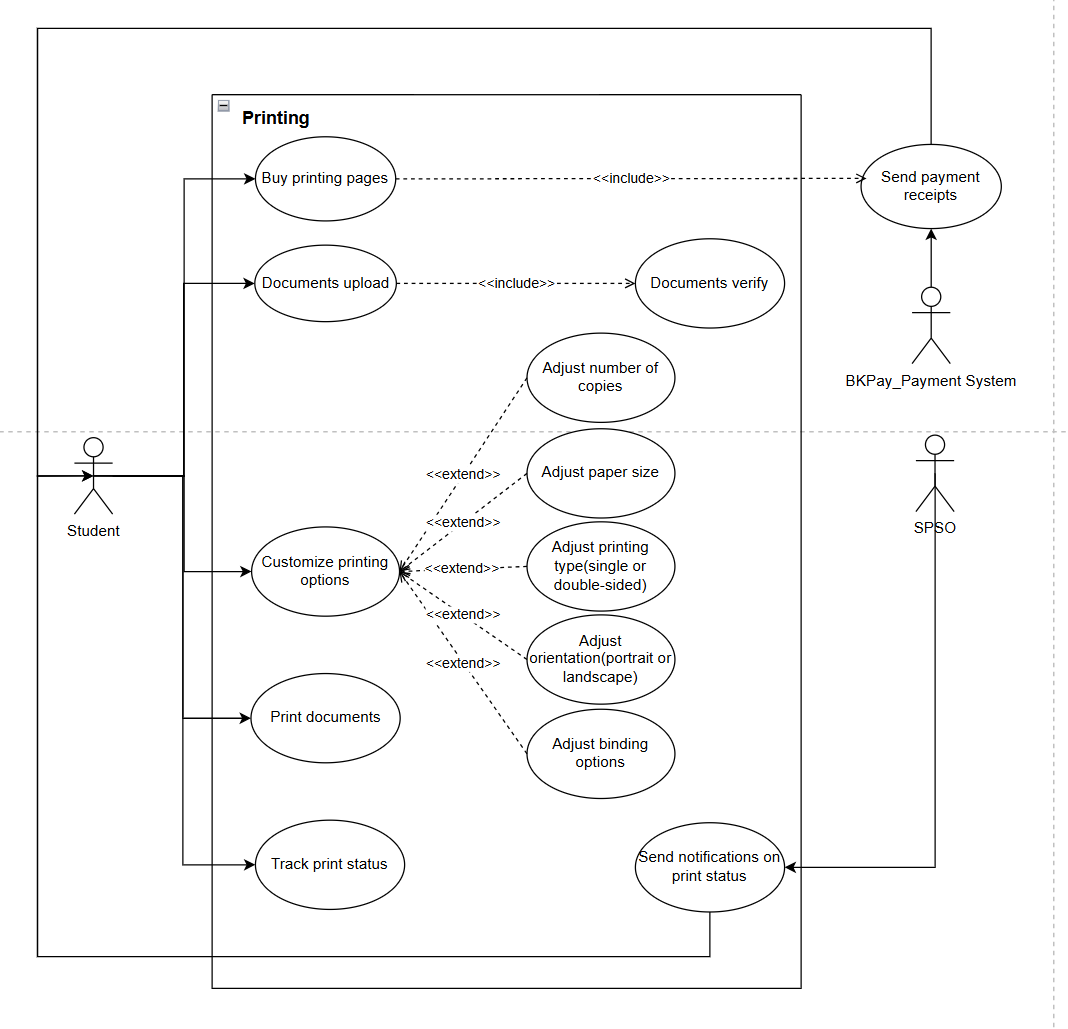 Printing
Buy printing pages
<<include>>
Send payment
receipts
Documents upload
<<include>>
Documents verify
Adjust number of
copies
BKPay_Payment System
<<extend>>
Adjust paper size
<<extend>>
Student
SPSO
Customize printing
options
<<extend>>
Adjust printing
type(single or
double-sided)
<<extend>>
Adjust
orientation(portrait or
landscape)
<<extend>>
Print documents
Adjust binding
options
Track print status
Send notifications on
print status